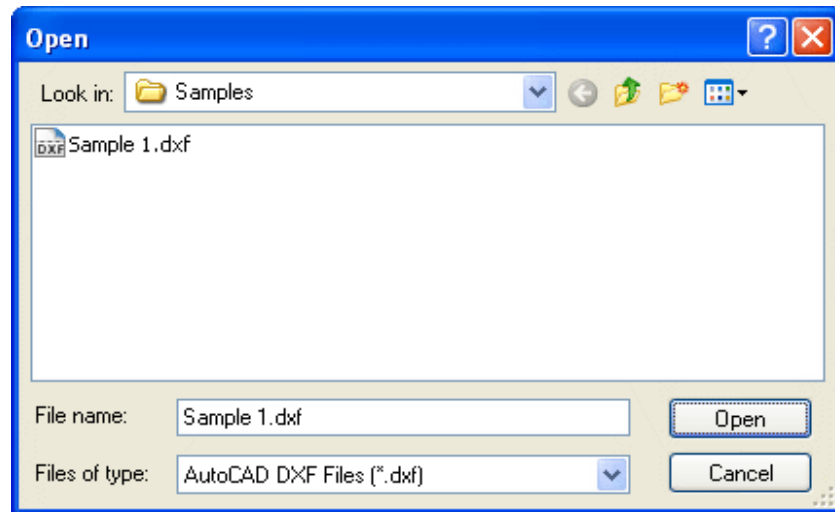 Open
Look in: Samples
DXF Sample 1.dxf
File name: Sample 1.dxf Open
Files of type: AutoCAD DXF Files (*.dxf) Cancel